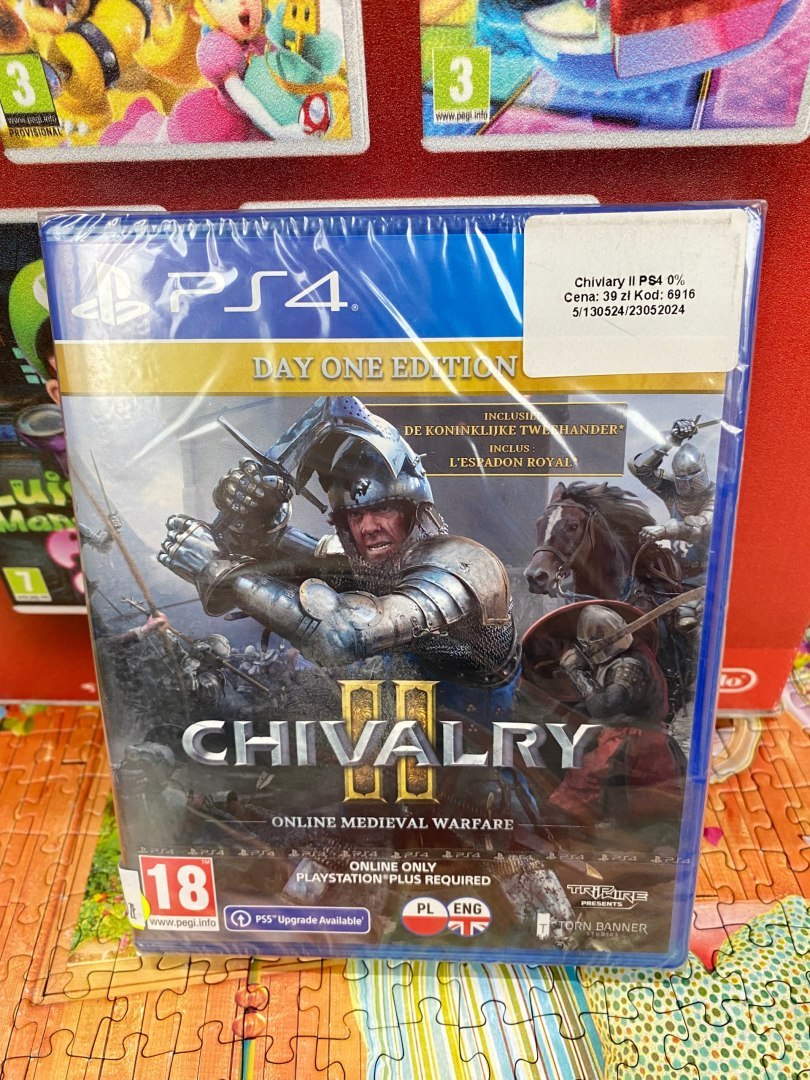 3
www.pegi.info
PROVISIONAL
3
www.pegi.info
PS4
Chivlary II PS4 0%
Cena: 39 zł Kod: 6916
5/130524/23052024
DAY ONE EDITION
INCLUSIEF:
DE KONINKLIJKE TWEEHANDER*
INCLUS :
L'ESPADON ROYAL*
7
II
CHIVALRY
ONLINE MEDIEVAL WARFARE
ONLINE ONLY
PLAYSTATION®PLUS REQUIRED
18
www.pegi.info
PS5™ Upgrade Available*
PL
ENG
TRIPWIRE
PRESENTS
TORN BANNER
STUDIOS